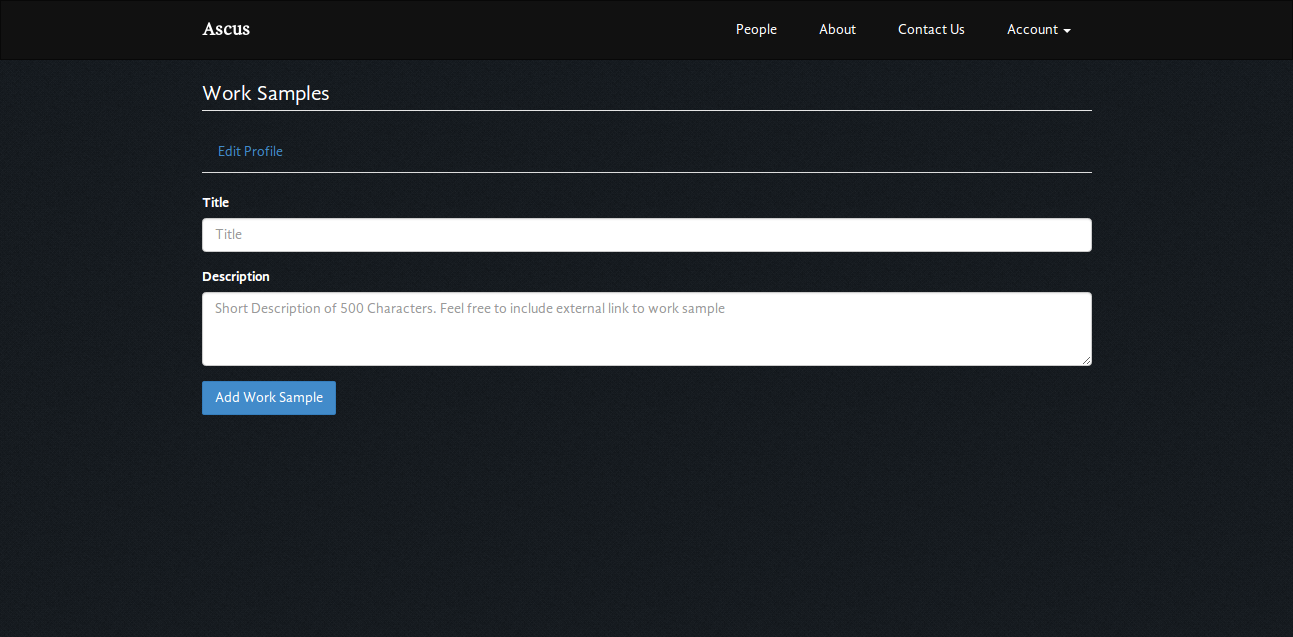 Ascus People About Contact Us Account
Work Samples
Edit Profile
Title
Title
Description
Short Description of 500 Characters. Feel free to include external link to work sample
Add Work Sample